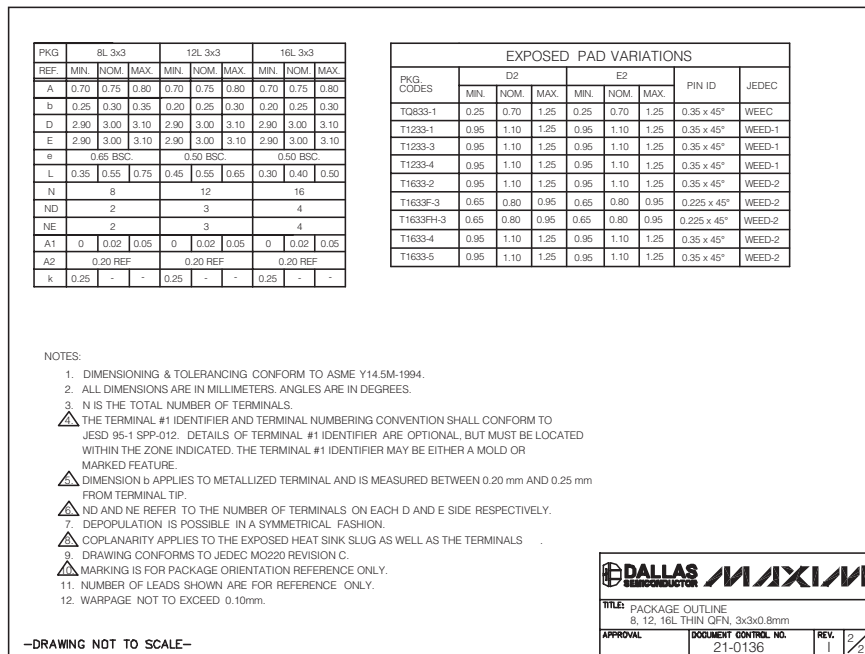 PKG 8L 3x3 12L 3x3 16L 3x3
REF. MIN. NOM. MAX. MIN. NOM. MAX. MIN. NOM. MAX.
A 0.70 0.75 0.80 0.70 0.75 0.80 0.70 0.75 0.80
b 0.25 0.30 0.35 0.20 0.25 0.30 0.20 0.25 0.30
D 2.90 3.00 3.10 2.90 3.00 3.10 2.90 3.00 3.10
E 2.90 3.00 3.10 2.90 3.00 3.10 2.90 3.00 3.10
e 0.65 BSC. 0.50 BSC. 0.50 BSC.
L 0.35 0.55 0.75 0.45 0.55 0.65 0.30 0.40 0.50
N 8 12 16
ND 2 3 4
NE 2 3 4
A1 0 0.02 0.05 0 0.02 0.05 0 0.02 0.05
A2 0.20 REF 0.20 REF 0.20 REF
k 0.25 - - 0.25 - - 0.25 - -
EXPOSED PAD VARIATIONS
PKG. CODES D2 E2 PIN ID JEDEC
MIN. NOM. MAX. MIN. NOM. MAX.
TQ833-1 0.25 0.70 1.25 0.25 0.70 1.25 0.35 x 45° WEEC
T1233-1 0.95 1.10 1.25 0.95 1.10 1.25 0.35 x 45° WEED-1
T1233-3 0.95 1.10 1.25 0.95 1.10 1.25 0.35 x 45° WEED-1
T1233-4 0.95 1.10 1.25 0.95 1.10 1.25 0.35 x 45° WEED-1
T1633-2 0.95 1.10 1.25 0.95 1.10 1.25 0.35 x 45° WEED-2
T1633F-3 0.65 0.80 0.95 0.65 0.80 0.95 0.225 x 45° WEED-2
T1633FH-3 0.65 0.80 0.95 0.65 0.80 0.95 0.225 x 45° WEED-2
T1633-4 0.95 1.10 1.25 0.95 1.10 1.25 0.35 x 45° WEED-2
T1633-5 0.95 1.10 1.25 0.95 1.10 1.25 0.35 x 45° WEED-2
NOTES:
1. DIMENSIONING & TOLERANCING CONFORM TO ASME Y14.5M-1994.
2. ALL DIMENSIONS ARE IN MILLIMETERS. ANGLES ARE IN DEGREES.
3. N IS THE TOTAL NUMBER OF TERMINALS.
4. THE TERMINAL #1 IDENTIFIER AND TERMINAL NUMBERING CONVENTION SHALL CONFORM TO
JESD 95-1 SPP-012. DETAILS OF TERMINAL #1 IDENTIFIER ARE OPTIONAL, BUT MUST BE LOCATED
WITHIN THE ZONE INDICATED. THE TERMINAL #1 IDENTIFIER MAY BE EITHER A MOLD OR
MARKED FEATURE.
5. DIMENSION b APPLIES TO METALLIZED TERMINAL AND IS MEASURED BETWEEN 0.20 mm AND 0.25 mm
FROM TERMINAL TIP.
6. ND AND NE REFER TO THE NUMBER OF TERMINALS ON EACH D AND E SIDE RESPECTIVELY.
7. DEPOPULATION IS POSSIBLE IN A SYMMETRICAL FASHION.
8. COPLANARITY APPLIES TO THE EXPOSED HEAT SINK SLUG AS WELL AS THE TERMINALS .
9. DRAWING CONFORMS TO JEDEC MO220 REVISION C.
10. MARKING IS FOR PACKAGE ORIENTATION REFERENCE ONLY.
11. NUMBER OF LEADS SHOWN ARE FOR REFERENCE ONLY.
12. WARPAGE NOT TO EXCEED 0.10mm.
-DRAWING NOT TO SCALE-
DALLAS SEMICONDUCTOR MAXIM
TITLE: PACKAGE OUTLINE
8, 12, 16L THIN QFN, 3x3x0.8mm
APPROVAL DOCUMENT CONTROL NO. REV.
21-0136 I 2/2